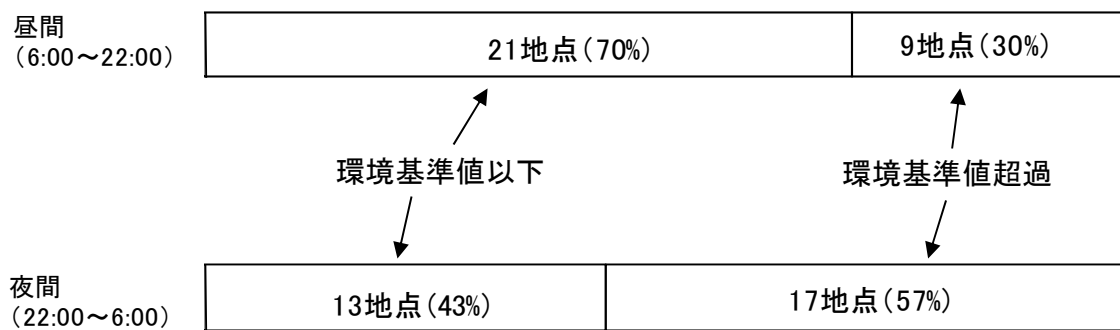 昼間
(6:00～22:00)
21地点(70%)
9地点(30%)
環境基準値以下
環境基準値超過
夜間
(22:00～6:00)
13地点(43%)
17地点(57%)